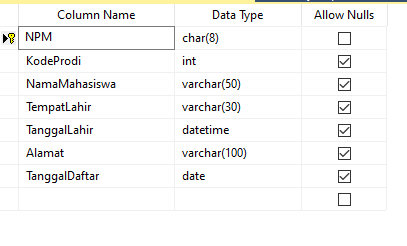 Column Name Data Type Allow Nulls
NPM char(8)
KodeProdi int
NamaMahasiswa varchar(50)
TempatLahir varchar(30)
TanggalLahir datetime
Alamat varchar(100)
TanggalDaftar date